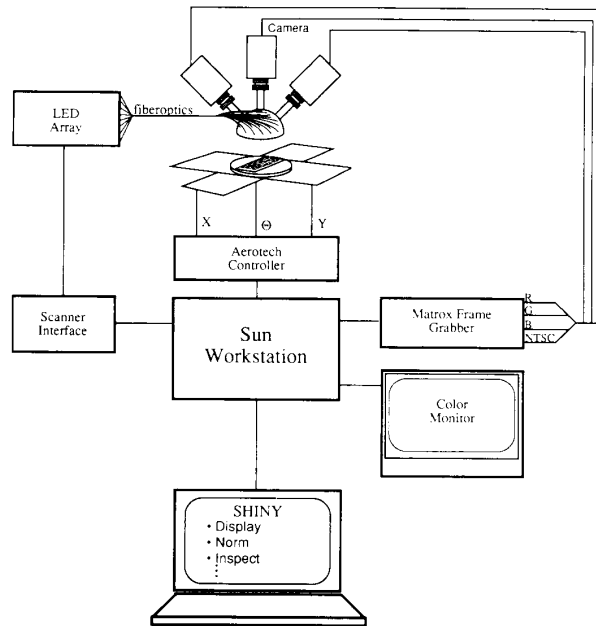 Camera
LED
Array
fiberoptics
X
Θ
Y
Aerotech
Controller
Scanner
Interface
Sun
Workstation
Matrox Frame
Grabber
R
G
B
NTSC
Color
Monitor
SHINY
• Display
• Norm
• Inspect